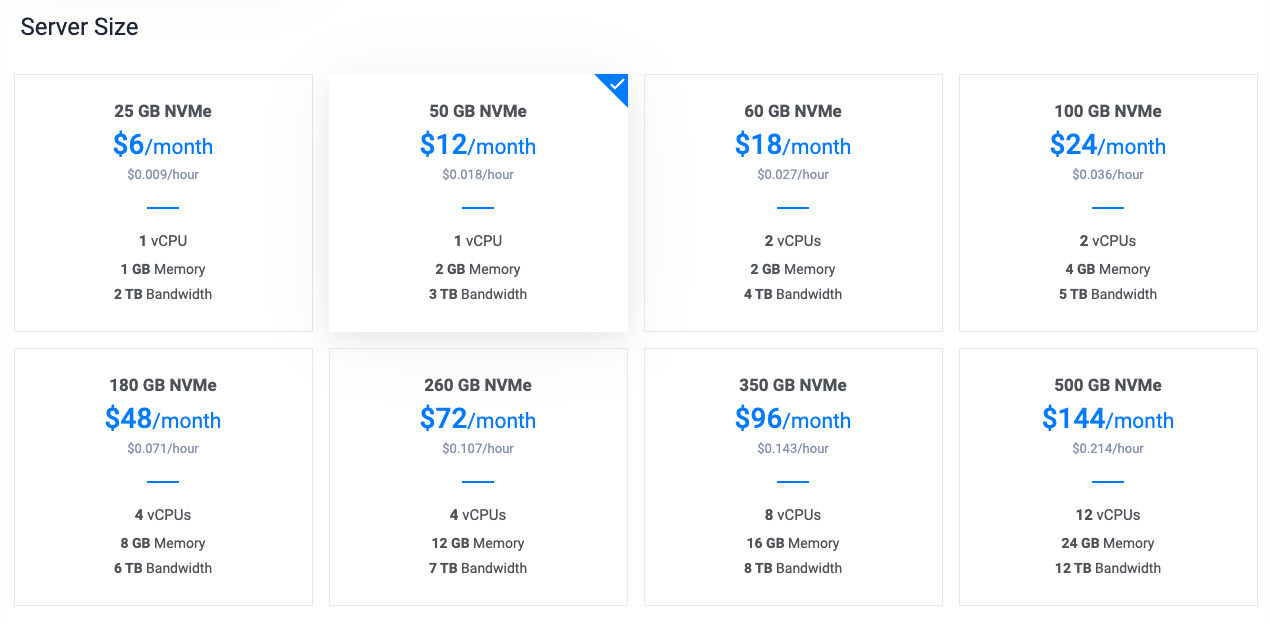 Server Size
25 GB NVMe
$6/month
$0.009/hour
1 vCPU
1 GB Memory
2 TB Bandwidth
50 GB NVMe
$12/month
$0.018/hour
1 vCPU
2 GB Memory
3 TB Bandwidth
60 GB NVMe
$18/month
$0.027/hour
2 vCPUs
2 GB Memory
4 TB Bandwidth
100 GB NVMe
$24/month
$0.036/hour
2 vCPUs
4 GB Memory
5 TB Bandwidth
180 GB NVMe
$48/month
$0.071/hour
4 vCPUs
8 GB Memory
6 TB Bandwidth
260 GB NVMe
$72/month
$0.107/hour
4 vCPUs
12 GB Memory
7 TB Bandwidth
350 GB NVMe
$96/month
$0.143/hour
8 vCPUs
16 GB Memory
8 TB Bandwidth
500 GB NVMe
$144/month
$0.214/hour
12 vCPUs
24 GB Memory
12 TB Bandwidth